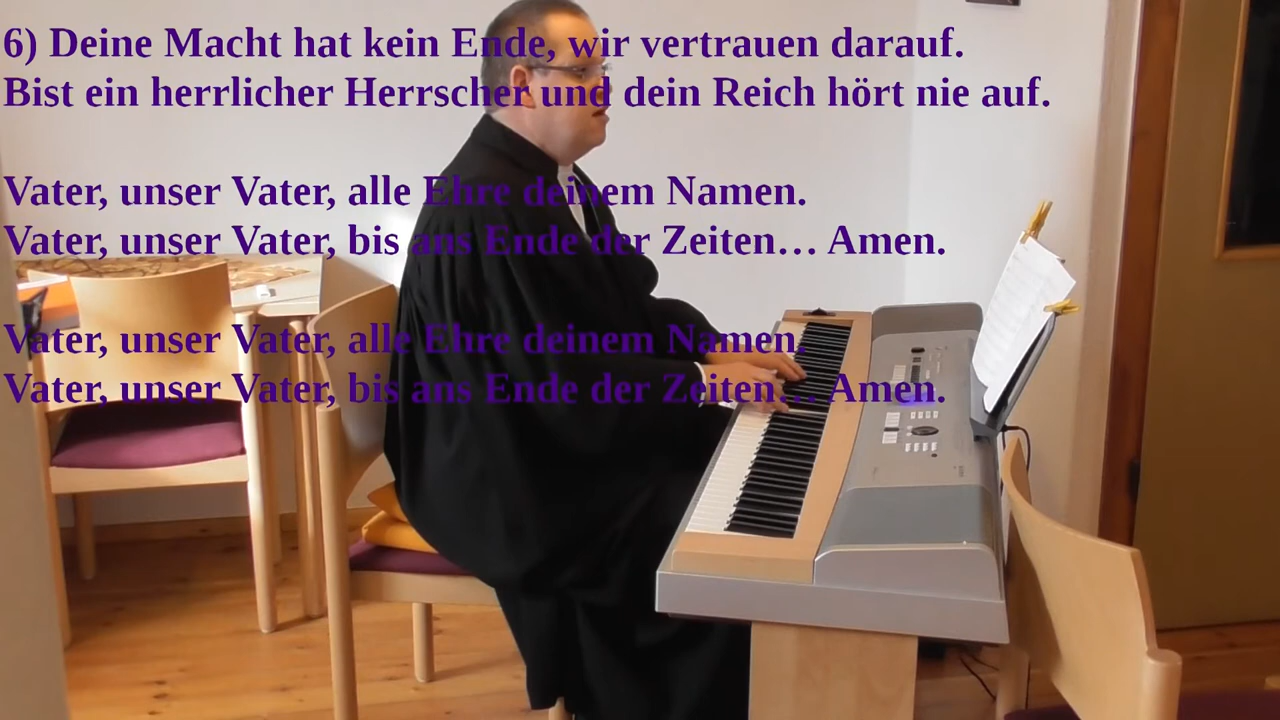 6) Deine Macht hat kein Ende, wir vertrauen darauf.
Bist ein herrlicher Herrscher und dein Reich hört nie auf.
Vater, unser Vater, alle Ehre deinem Namen.
Vater, unser Vater, bis ans Ende der Zeiten… Amen.
Vater, unser Vater, alle Ehre deinem Namen.
Vater, unser Vater, bis ans Ende der Zeiten… Amen.